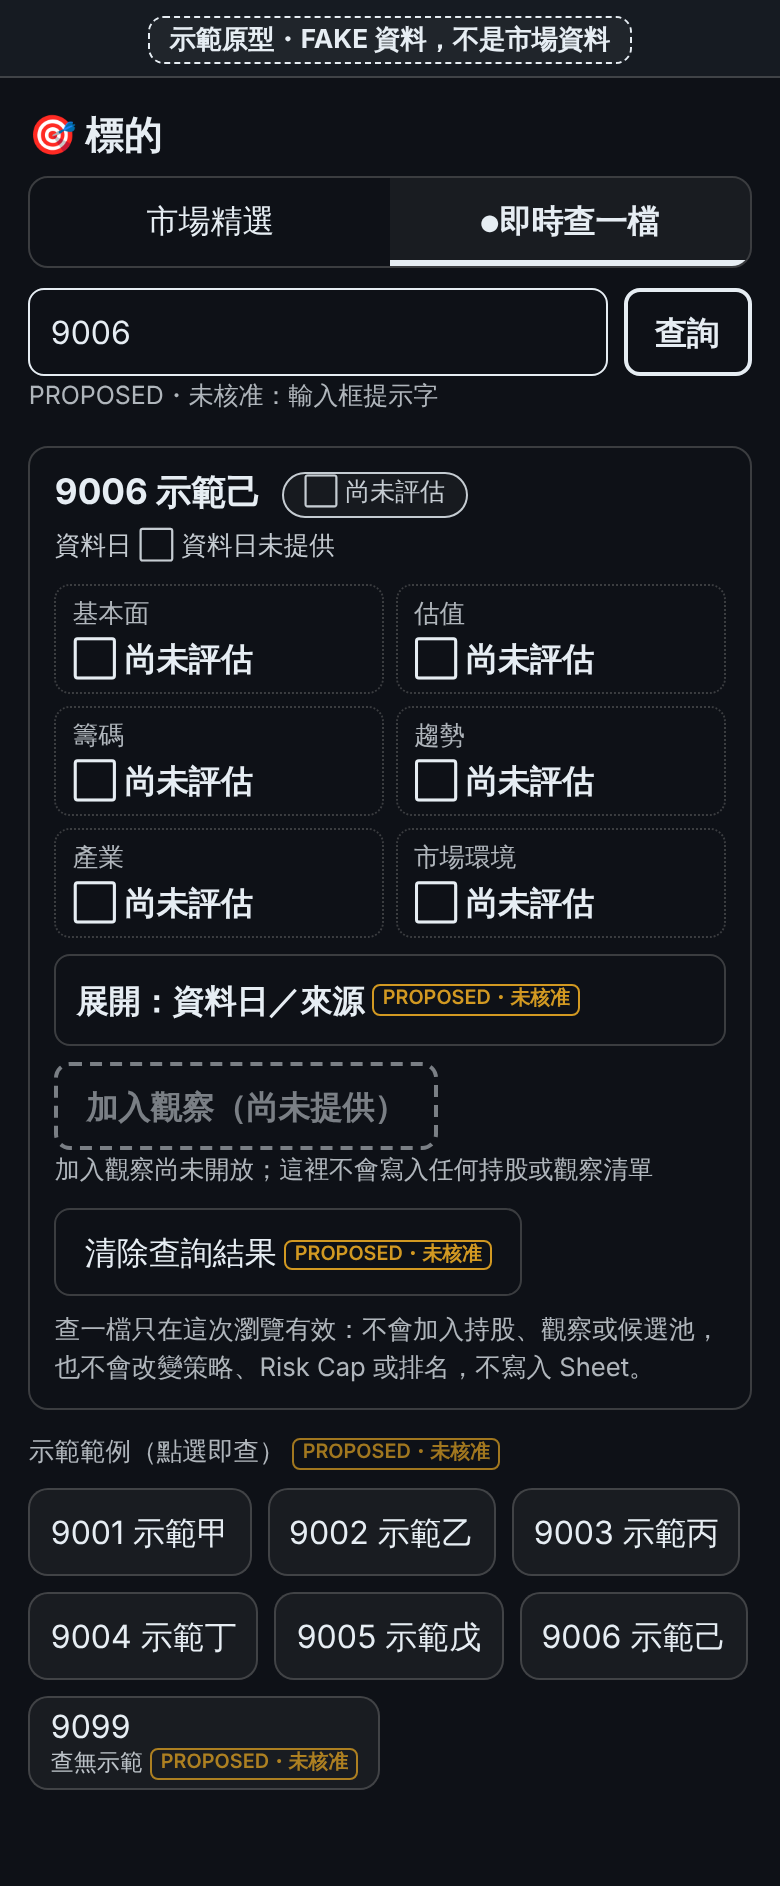 示範原型・FAKE 資料，不是市場資料
🎯 標的
市場精選
●即時查一檔
9006
查詢
PROPOSED・未核准：輸入框提示字
9006 示範己
尚未評估
資料日 □ 資料日未提供
基本面
□ 尚未評估
估值
□ 尚未評估
籌碼
□ 尚未評估
趨勢
□ 尚未評估
產業
□ 尚未評估
市場環境
□ 尚未評估
展開：資料日／來源 PROPOSED・未核准
加入觀察（尚未提供）
加入觀察尚未開放；這裡不會寫入任何持股或觀察清單
清除查詢結果 PROPOSED・未核准
查一檔只在這次瀏覽有效：不會加入持股、觀察或候選池，
也不會改變策略、Risk Cap 或排名，不寫入 Sheet。
示範範例（點選即查） PROPOSED・未核准
9001 示範甲
9002 示範乙
9003 示範丙
9004 示範丁
9005 示範戊
9006 示範己
9099
查無示範 PROPOSED・未核准